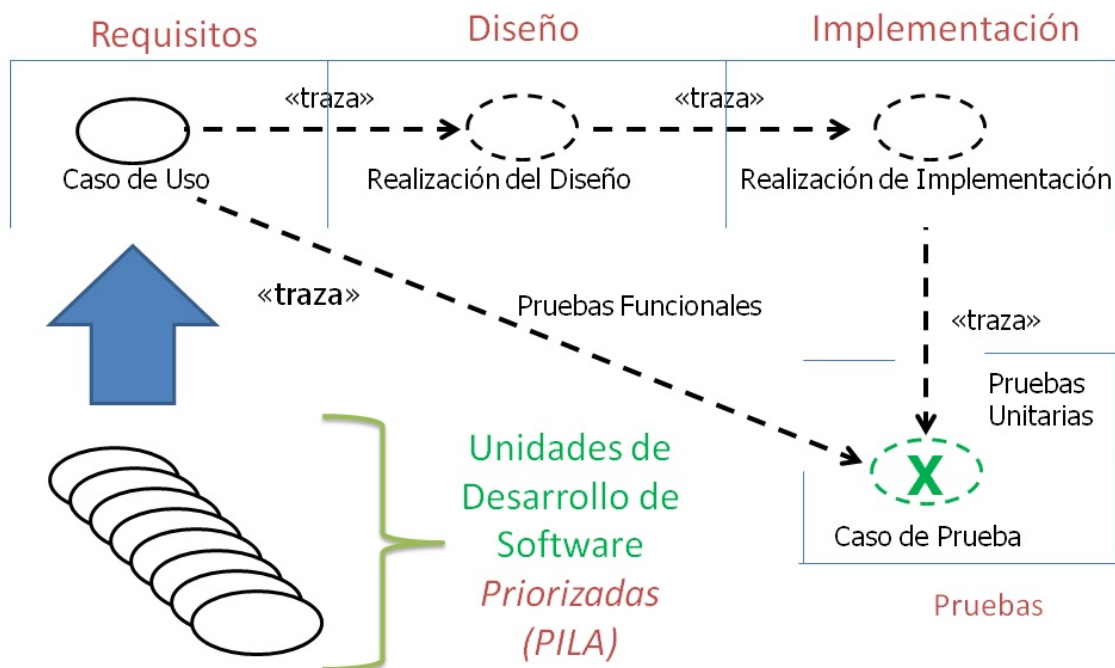 Requisitos
Diseño
Implementación
«traza»
«traza»
Caso de Uso
Realización del Diseño
Realización de Implementación
«traza»
Pruebas Funcionales
«traza»
Pruebas
Unitarias
X
Caso de Prueba
Unidades de
Desarrollo de
Software
Priorizadas
(PILA)
Pruebas